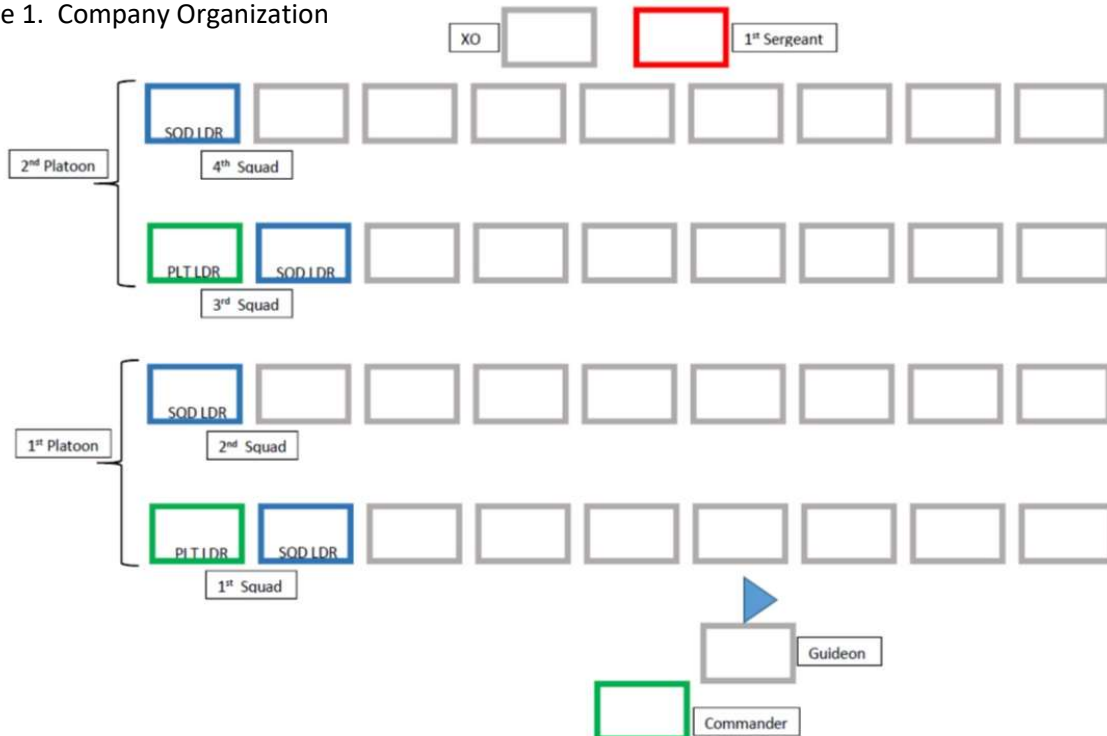 e 1. Company Organization
XO
1st Sergeant
SQD LDR
2nd Platoon
4th Squad
PLT LDR
SQD LDR
3rd Squad
SQD LDR
1st Platoon
2nd Squad
PLT LDR
SQD LDR
1st Squad
Guideon
Commander